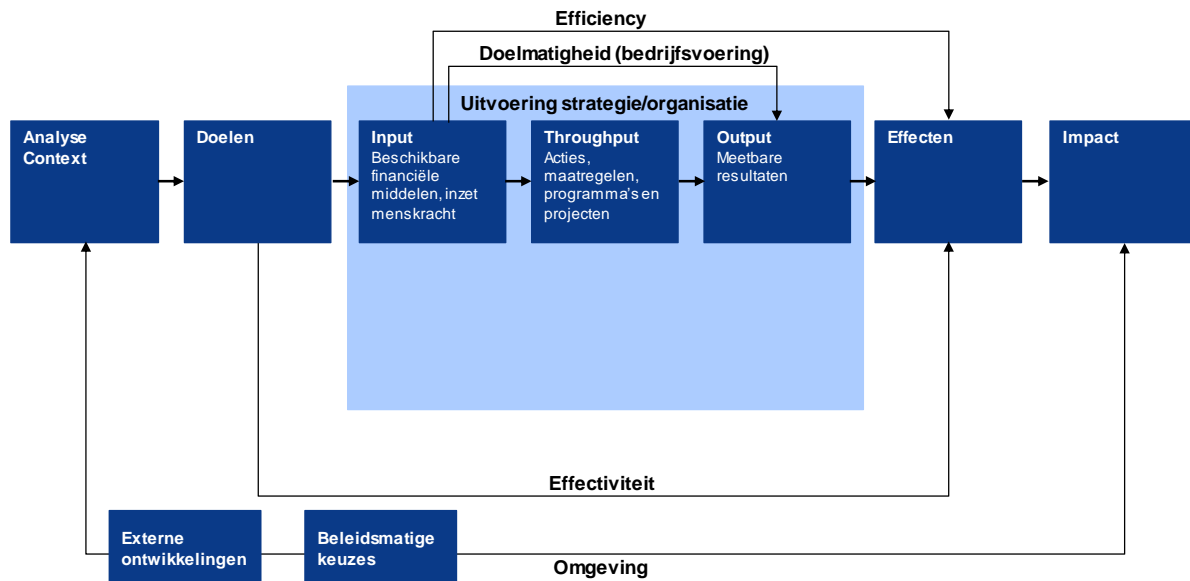 Efficiency
Doelmatigheid (bedrijfsvoering)
Uitvoering strategie/organisatie
Analyse
Context
Doelen
Input
Beschikbare
financiële
middelen, inzet
menskracht
Throughput
Acties,
maatregelen,
programma's en
projecten
Output
Meetbare
resultaten
Effecten
Impact
Effectiviteit
Externe
ontwikkelingen
Beleidsmatige
keuzes
Omgeving